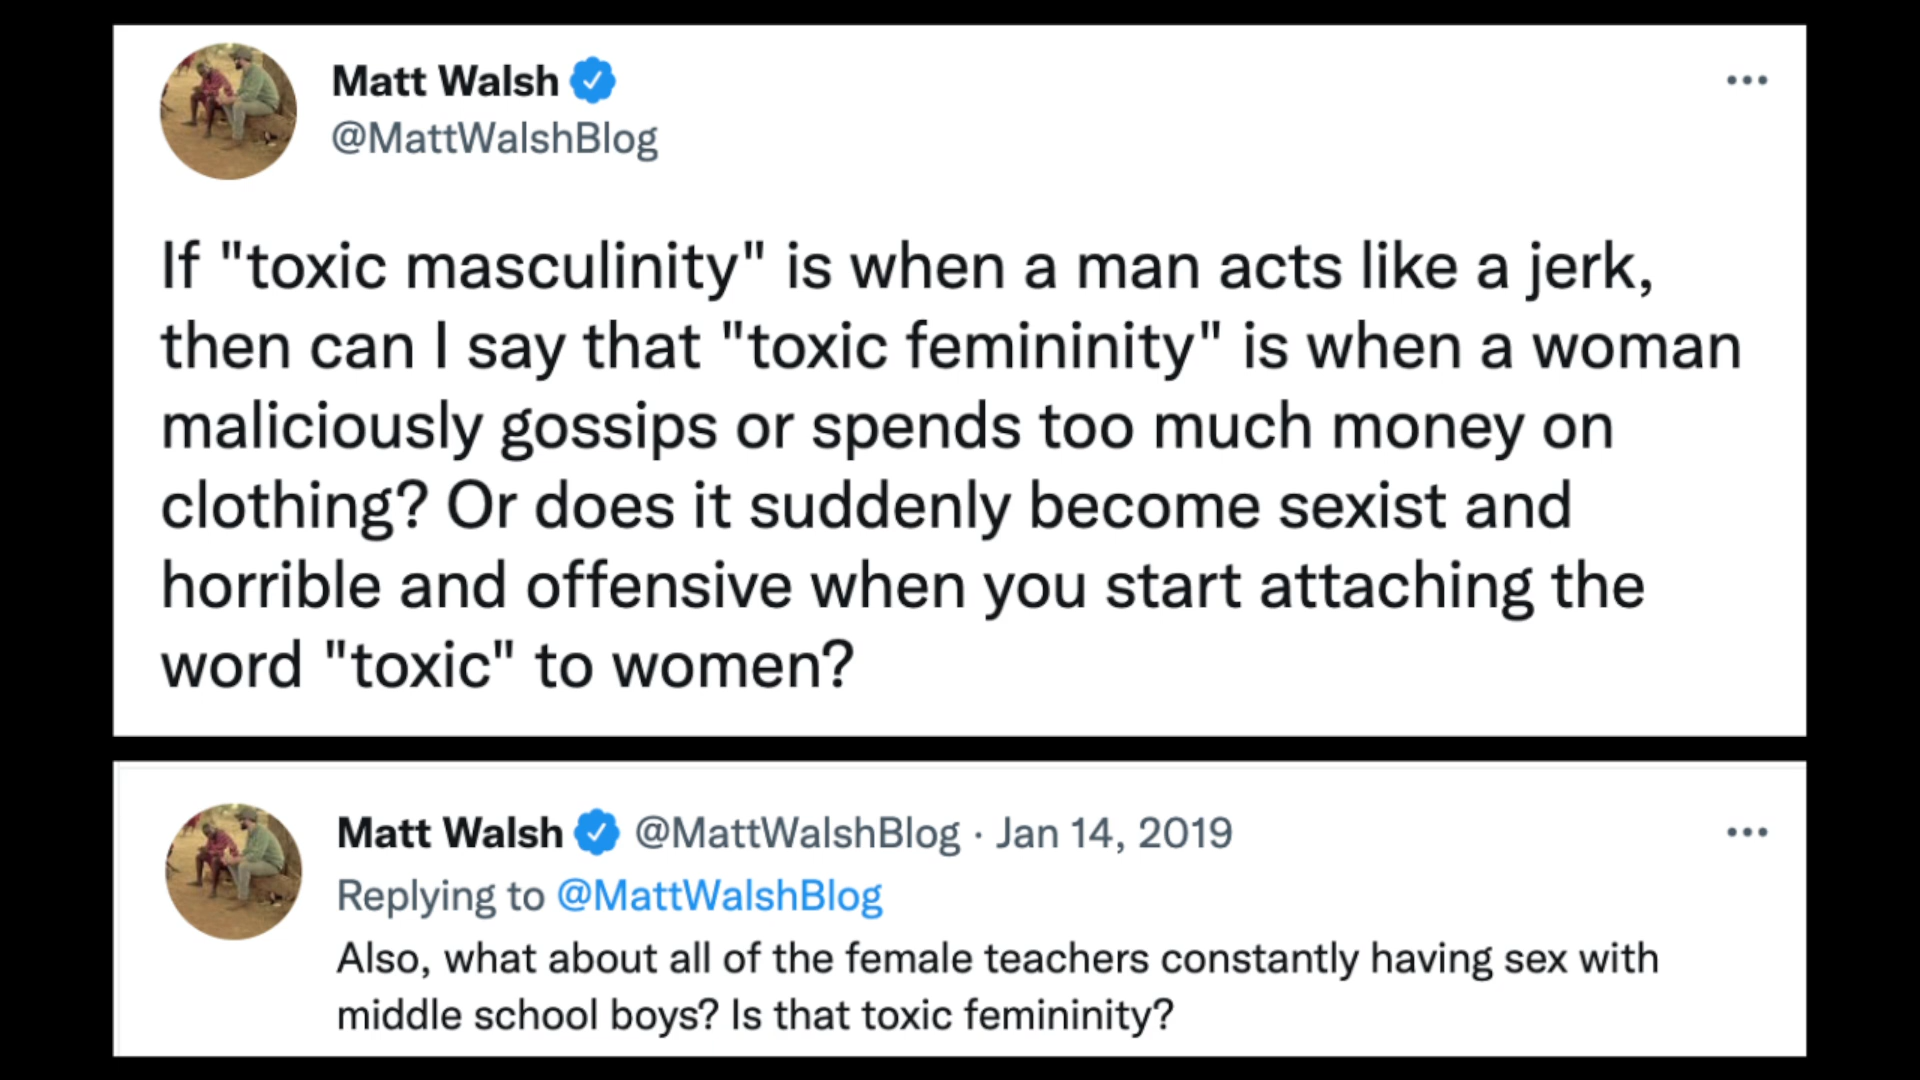 Matt Walsh
@MattWalshBlog
If "toxic masculinity" is when a man acts like a jerk,
then can I say that "toxic femininity" is when a woman
maliciously gossips or spends too much money on
clothing? Or does it suddenly become sexist and
horrible and offensive when you start attaching the
word "toxic" to women?
Matt Walsh @MattWalshBlog · Jan 14, 2019
Replying to @MattWalshBlog
Also, what about all of the female teachers constantly having sex with
middle school boys? Is that toxic femininity?